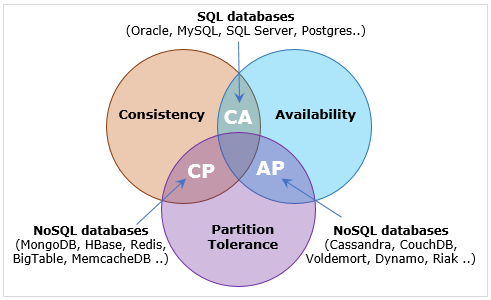 SQL databases
(Oracle, MySQL, SQL Server, Postgres..)
Consistency
CA
Availability
CP
AP
NoSQL databases
(MongoDB, HBase, Redis,
BigTable, MemcacheDB ..)
Partition
Tolerance
NoSQL databases
(Cassandra, CouchDB,
Voldemort, Dynamo, Riak ..)